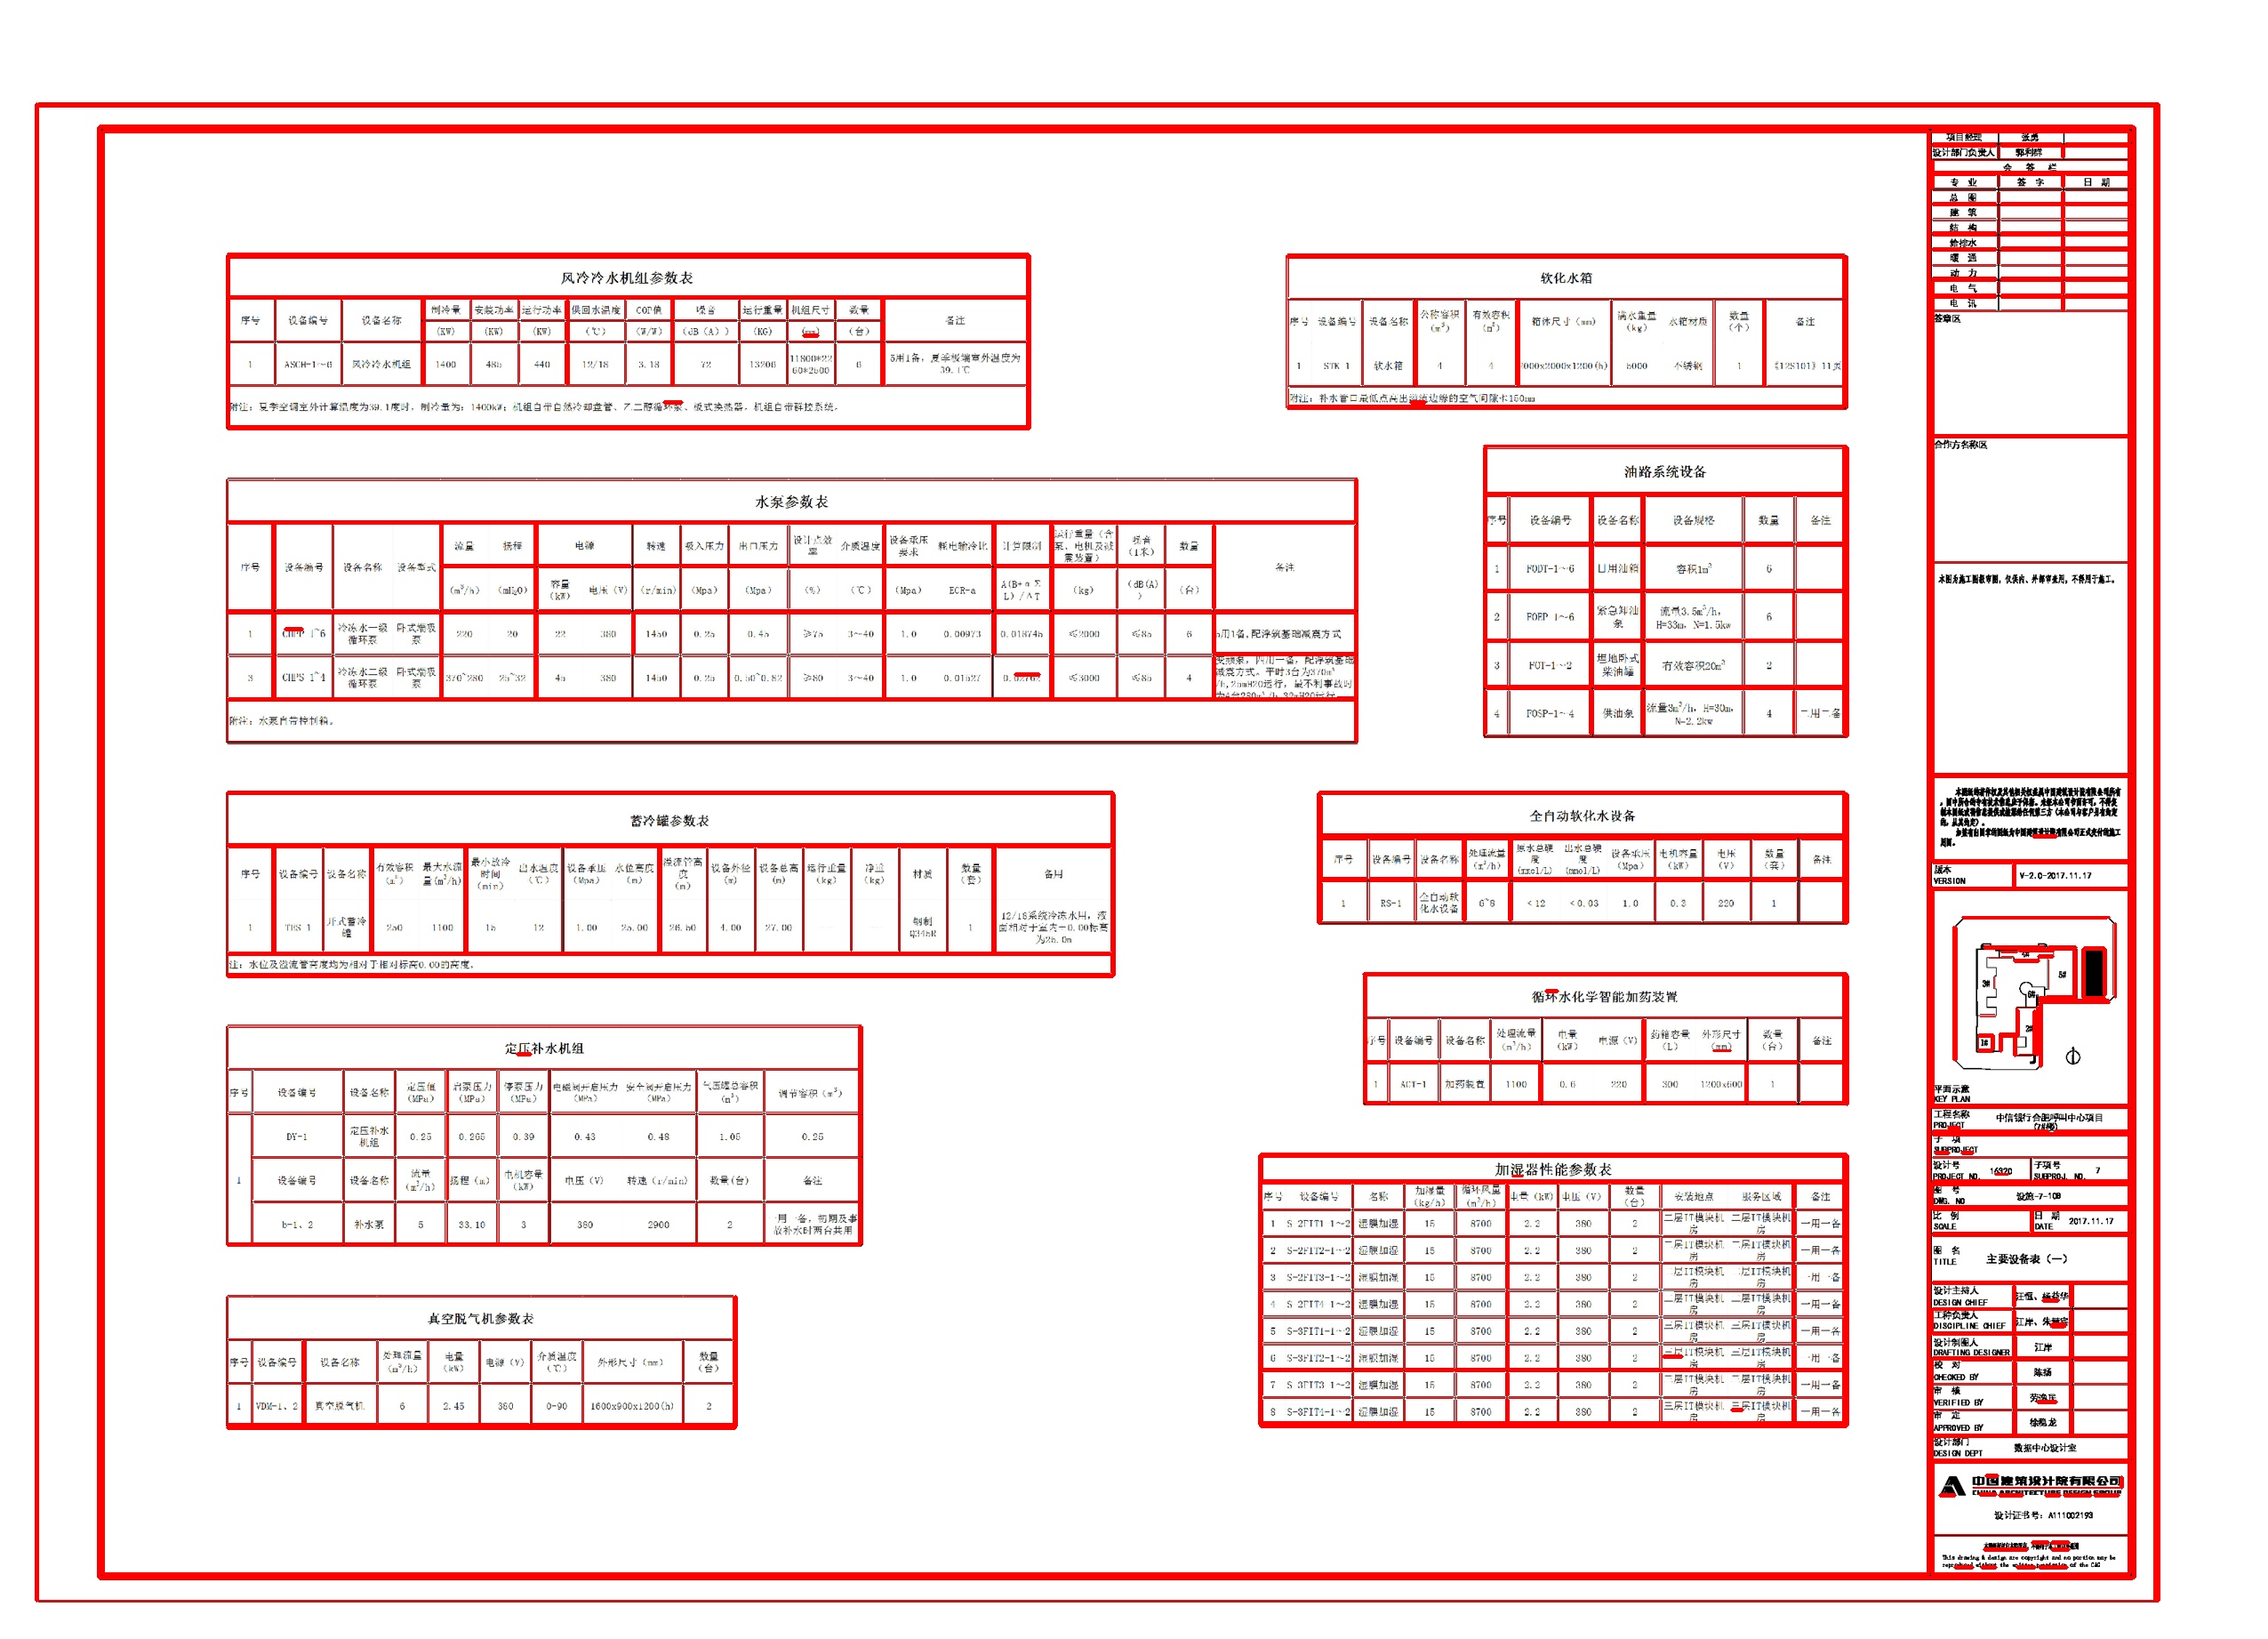 风冷冷水机组参数表
序号 设备编号 设备名称 制冷量 安装功率 运行功率 供回水温度 COP值 噪音 运行重量 机组尺寸 数量 备注
(KW) (KW) (KW) (℃) (W/W) (dB(A)) (KG) (mm) (台)
1 风冷冷水机组 1400 485 440 12/18 3.18 72 13206 11800*2260*2500 6 5用1备，夏季极端室外温度为39.1℃
附注：夏季空调室外计算温度为39.1度时，制冷量为：1400kW；机组自带自然冷却盘管、乙二醇循环泵、板式换热器，机组自带群控系统。
软化水箱
序号 设备编号 设备名称 公称容积(m³) 有效容积(m³) 箱体尺寸(mm) 满水重量(kg) 水箱材质 数量(个) 备注
1 STK-1 软水箱 4 4 5000 不锈钢 1 《12S101》11页
附注：补水管口最低点高出溢流边缘的空气间隙≮150mm
油路系统设备
序号 设备编号 设备名称 设备规格 数量 备注
1 FODT-1~6 日用油箱 容积1m³ 6
2 FOEP-1~6 紧急卸油泵 流量3.5m³/h, H=33m, N=1.5kw 6
3 FOT-1~2 埋地卧式柴油罐 有效容积20m³ 2
4 FOSP-1~4 供油泵 流量3m³/h, H=30m, N=2.2kw 4 二用二备
水泵参数表
序号 设备编号 设备名称 设备型式 流量 扬程 电源 转速 吸入压力 出口压力 设计点效率 介质温度 设备承压要求 耗电输冷比 计算限制 运行重量(含泵、电机及减震装置) 噪音(1米) 数量 备注
(m³/h) (mH₂O) 容量(kW) 电压(V) (r/min) (Mpa) (Mpa) (%) (℃) (Mpa) ECR-a A(B+αΣL)/ΔT (kg) (dB(A)) (台)
1 CHPP-1~6 冷冻水一级循环泵 卧式端吸泵 220 20 22 380 1450 0.25 0.45 ≥75 3~40 1.0 0.00973 0.018745 ≤2000 ≤85 6 5用1备,配浮筑基础减震方式
3 CHPS-1~4 冷冻水二级循环泵 卧式端吸泵 370~280 25~32 45 380 1450 0.25 0.50~0.82 ≥80 3~40 1.0 0.01527 ≤3000 ≤85 4 变频泵，四用一备，配浮筑基础减震方式。平时3台为370m³/h,25mH2O运行，最不利事故时为4台280m³/h,32mH2O运行
附注：水泵自带控制箱。
蓄冷罐参数表
序号 设备编号 设备名称 有效容积(m³) 最大水流量(m³/h) 最小放冷时间(min) 出水温度(℃) 设备承压(Mpa) 水位高度(m) 溢流管高度(m) 设备外径(m) 设备总高(m) 运行重量(kg) 净重(kg) 材质 数量(套) 备用
1 TES-1 开式蓄冷罐 250 1100 15 12 1.00 25.00 26.50 4.00 27.00 钢制Q345R 1 12/18系统冷冻水用，液面相对于室内±0.00标高为25.0m
注：水位及溢流管高度均为相对于相对标高0.00的高度。
全自动软化水设备
序号 设备编号 设备名称 处理流量(m³/h) 原水总硬度(mmol/L) 出水总硬度(mmol/L) 设备承压(Mpa) 电机容量(kW) 电压(V) 数量(套) 备注
1 RS-1 全自动软化水设备 6~8 <12 <0.03 1.0 0.3 220 1
循环水化学智能加药装置
序号 设备编号 设备名称 处理流量(m³/h) 电量(kW) 电源(V) 药箱容量(L) 外形尺寸(mm) 数量(台) 备注
1 ACT-1 加药装置 1100 0.6 220 300 1200x600 1
定压补水机组
序号 设备编号 设备名称 定压值(MPa) 启泵压力(MPa) 停泵压力(MPa) 电磁阀开启压力(MPa) 安全阀开启压力(MPa) 气压罐总容积(m³) 调节容积(m³)
1 DY-1 定压补水机组 0.25 0.265 0.39 0.43 0.48 1.05 0.25
设备编号 设备名称 流量(m³/h) 扬程(m) 电机容量(kW) 电压(V) 转速(r/min) 数量(台) 备注
b-1、2 补水泵 5 33.10 3 380 2900 2 一用一备，初期及事故补水时两台共用
加湿器性能参数表
序号 设备编号 名称 加湿量(kg/h) 循环风量(m³/h) 电量(kW) 电压(V) 数量(台) 安装地点 服务区域 备注
1 S-2FIT1-1~2 湿膜加湿 15 8700 2.2 380 2 二层IT模块机房 二层IT模块机房 一用一备
2 S-2FIT2-1~2 湿膜加湿 15 8700 2.2 380 2 二层IT模块机房 二层IT模块机房 一用一备
3 S-2FIT3-1~2 湿膜加湿 15 8700 2.2 380 2 二层IT模块机房 二层IT模块机房 一用一备
4 S-2FIT4-1~2 湿膜加湿 15 8700 2.2 380 2 二层IT模块机房 二层IT模块机房 一用一备
5 S-3FIT1-1~2 湿膜加湿 15 8700 2.2 380 2 三层IT模块机房 三层IT模块机房 一用一备
6 S-3FIT2-1~2 湿膜加湿 15 8700 2.2 380 2 三层IT模块机房 三层IT模块机房 一用一备
7 S-3FIT3-1~2 湿膜加湿 15 8700 2.2 380 2 三层IT模块机房 三层IT模块机房 一用一备
8 S-3FIT4-1~2 湿膜加湿 15 8700 2.2 380 2 三层IT模块机房 三层IT模块机房 一用一备
真空脱气机参数表
序号 设备编号 设备名称 处理流量(m³/h) 电量(kW) 电源(V) 介质温度(℃) 外形尺寸(mm) 数量(台)
1 VDM-1、2 真空脱气机 6 2.45 380 0-90 1600x900x1200(h) 2
项目经理 张勇
设计部门负责人 郭利群
会 签 栏
专 业 签 字 日 期
总 图
建 筑
结 构
给排水
暖 通
动 力
电 气
电 讯
签章区
合作方名称区
本图为施工图报审图，仅供内、外部审查用，不得用于施工。
版本
VERSION V-2.0-2017.11.17
3# 5# 6# 2# 1#
平面示意
KEY PLAN
工程名称
PROJECT 中信银行合肥呼叫中心项目
(7#楼)
子 项
SUBPROJECT
设计号
PROJECT NO. 16320 子项号
SUBPROJ. NO. 7
图 号
DWG. NO 设施-7-108
比 例
SCALE 日 期
DATE 2017.11.17
图 名
TITLE 主要设备表（一）
设计主持人
DESIGN CHIEF
工种负责人
DISCIPLINE CHIEF
设计制图人
DRAFTING DESIGNER 江岸
校 对
CHECKED BY 陈扬
审 核
VERIFIED BY
审 定
APPROVED BY
设计部门
DESIGN DEPT 数据中心设计室
中国建筑设计院有限公司
CHINA ARCHITECTURE DESIGN GROUP
设计证书号：A111002193
This drawing & design are copyright and no portion may be
reproduced without the written permission of the CAG